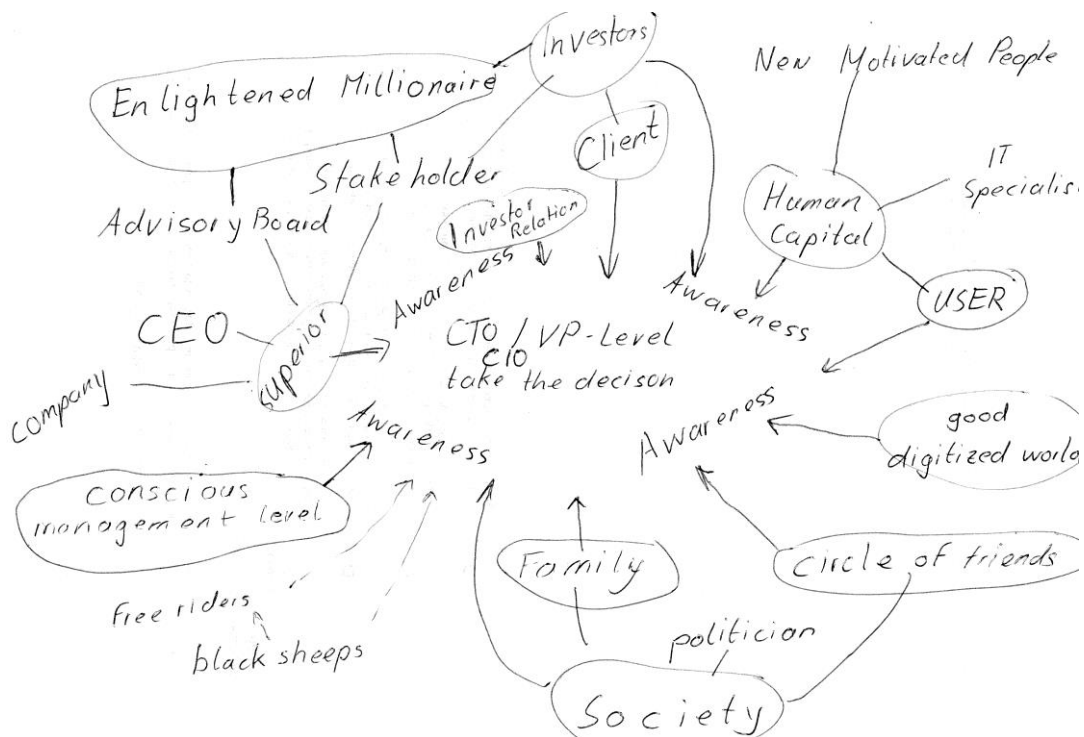 Investors
New Motivated People
Enlightened Millionaire
Client
IT
Specialis
Stakeholder
Human
Capital
Advisory Board
Investor
Relation
Awareness
Awareness
USER
CEO
superior
CTO / VP-Level
CIO
take the decison
company
Awareness
Awareness
good
digitized world
conscious
management level
Family
circle of friends
free riders
politician
black sheeps
Society